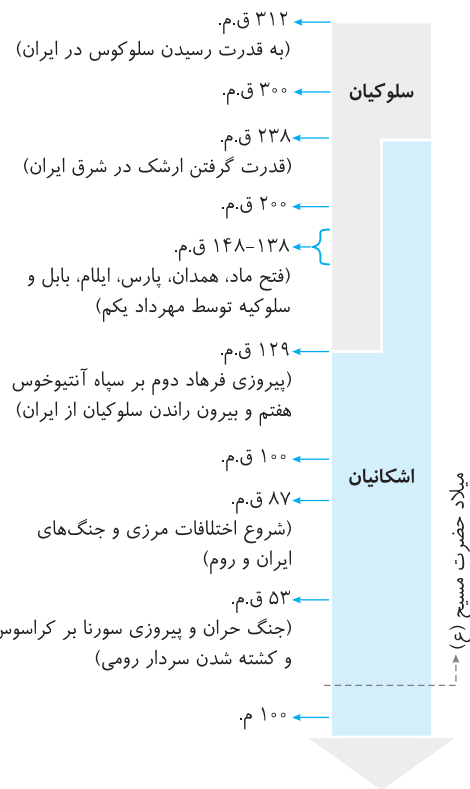 ۳۱۲ ق.م.
(به قدرت رسیدن سلوکوس در ایران)
سلوکیان
۳۰۰ ق.م.
۲۳۸ ق.م.
(قدرت گرفتن ارشک در شرق ایران)
۲۰۰ ق.م.
۱۴۸-۱۳۸ ق.م.
(فتح ماد، همدان، پارس، ایلام، بابل و
سلوکیه توسط مهرداد یکم)
۱۲۹ ق.م.
(پیروزی فرهاد دوم بر سپاه آنتیوخوس
هفتم و بیرون راندن سلوکیان از ایران)
۱۰۰ ق.م.
اشکانیان
۸۷ ق.م.
(شروع اختلافات مرزی و جنگ‌های
ایران و روم)
۵۳ ق.م.
(جنگ حران و پیروزی سورنا بر کراسوس
و کشته شدن سردار رومی)
میلاد حضرت مسیح (ع)
۱۰۰ م.